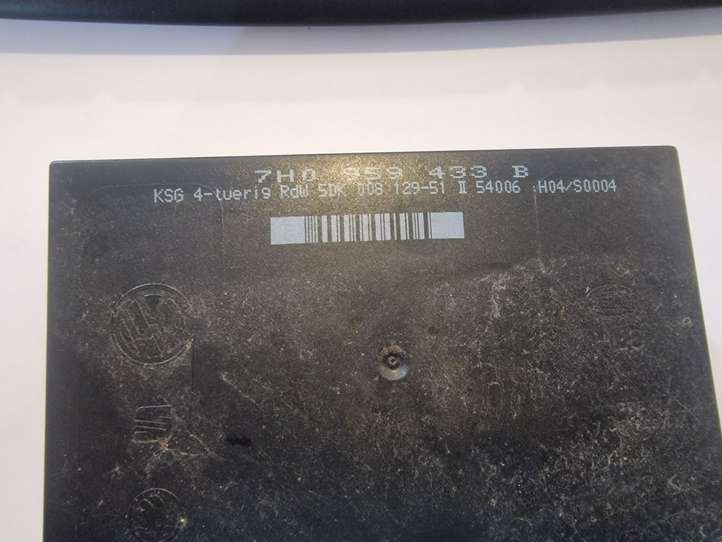 7H0 959 433 B
KSG 4-tuerig RdW 5DK 008 129-51 II 54006 .H04/S0004